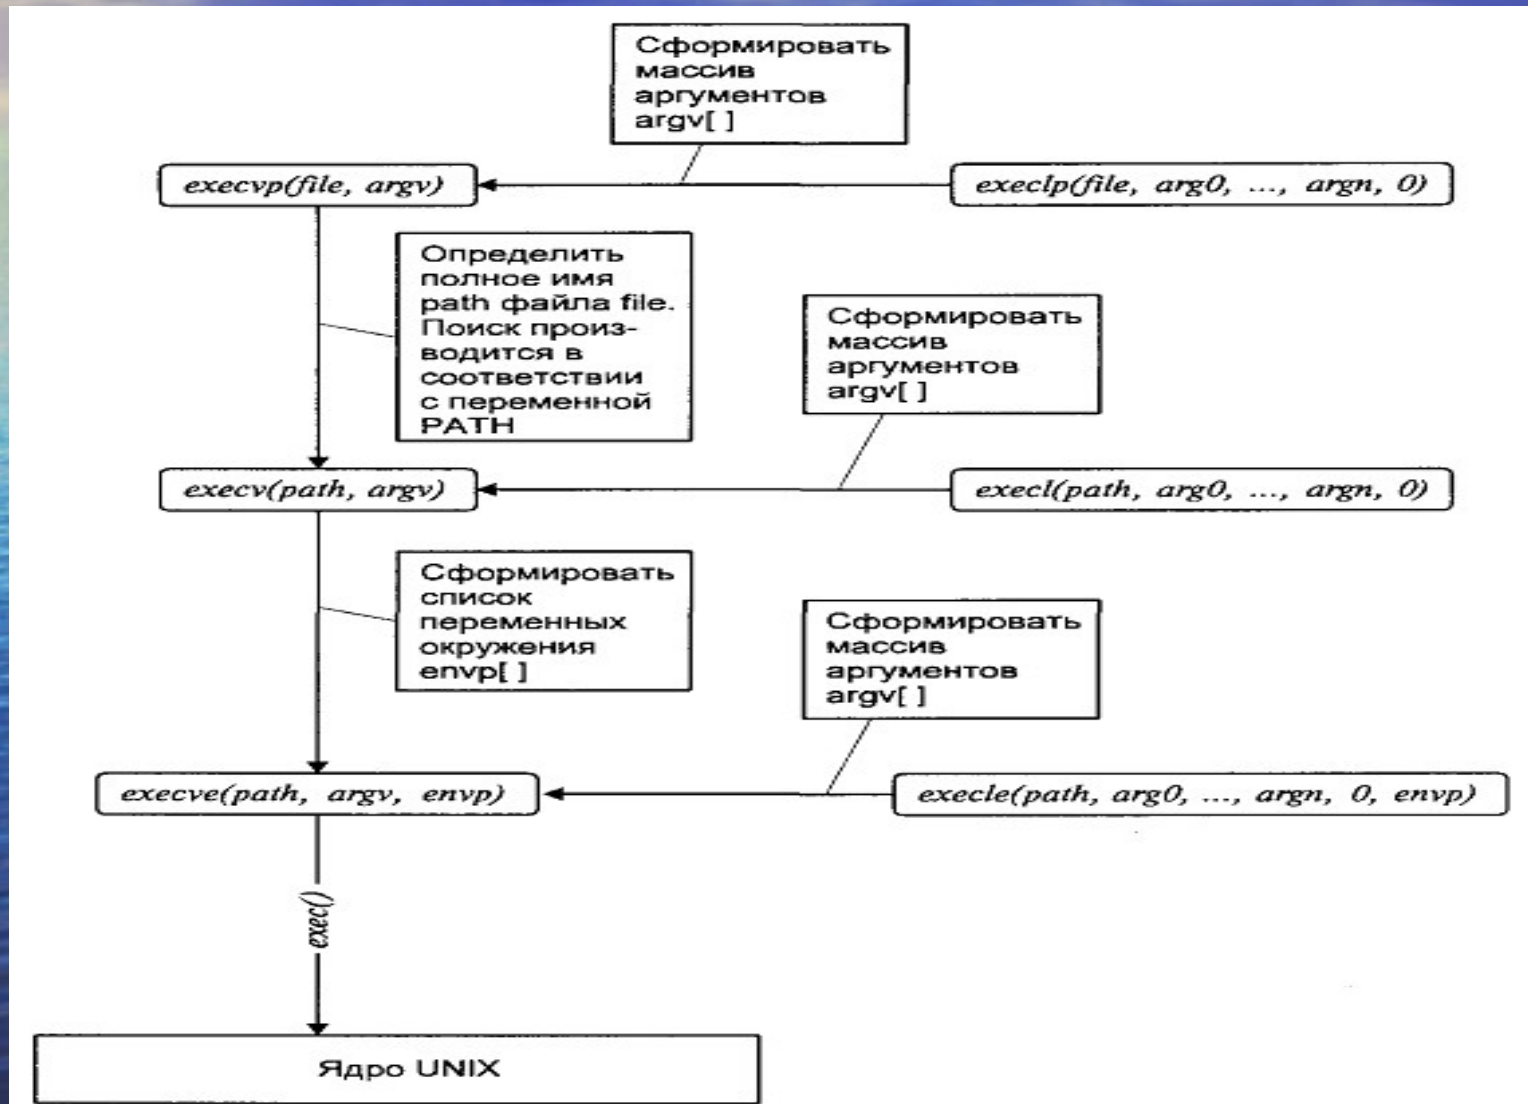 Сформировать
массив
аргументов
argv[ ]
execvp(file, argv)
execlp(file, arg0, ..., argn, 0)
Определить
полное имя
path файла file.
Поиск произ-
водится в
соответствии
с переменной
PATH
Сформировать
массив
аргументов
argv[ ]
execv(path, argv)
execl(path, arg0, ..., argn, 0)
Сформировать
список
переменных
окружения
envp[ ]
Сформировать
массив
аргументов
argv[ ]
execve(path, argv, envp)
execle(path, arg0, ..., argn, 0, envp)
exec()
Ядро UNIX